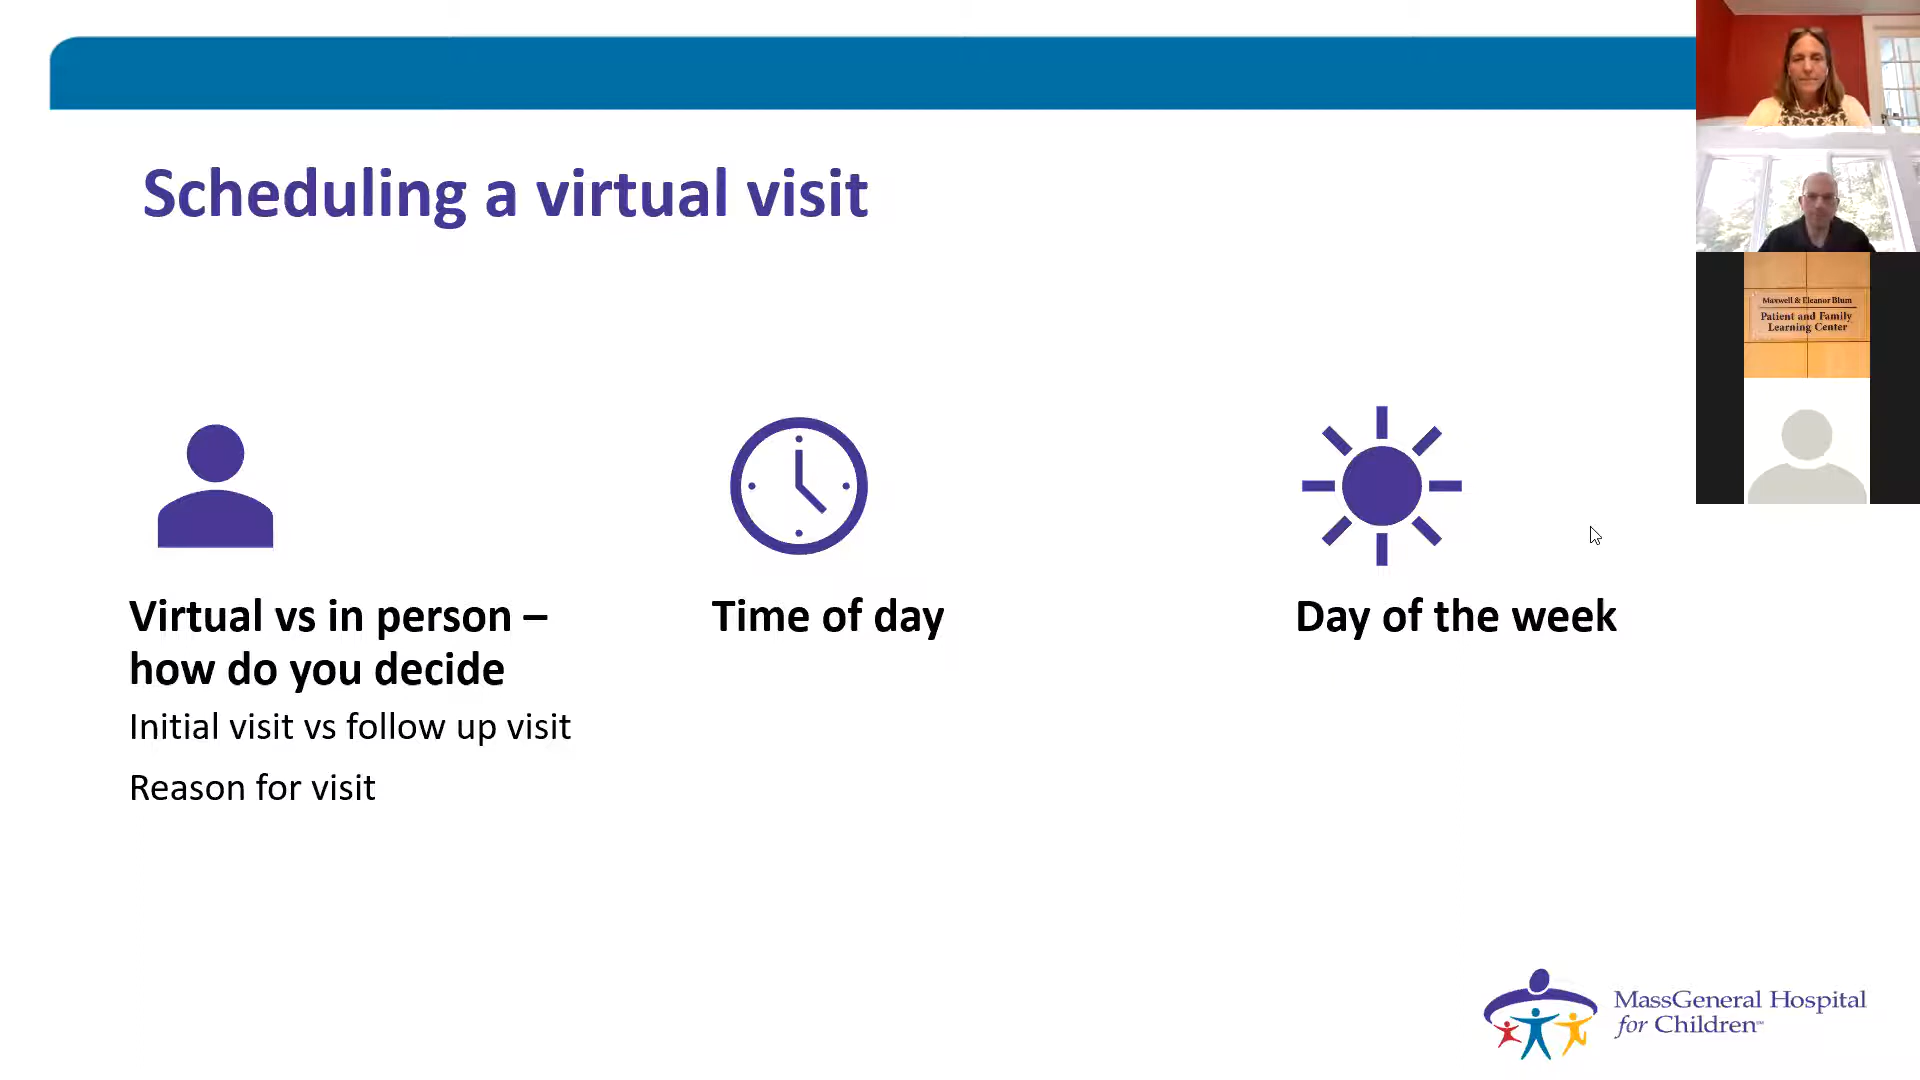 Scheduling a virtual visit
Virtual vs in person –
how do you decide
Initial visit vs follow up visit
Reason for visit
Time of day
Day of the week
Maxwell & Eleanor Blum
Patient and Family
Learning Center
MassGeneral Hospital
for Children℠